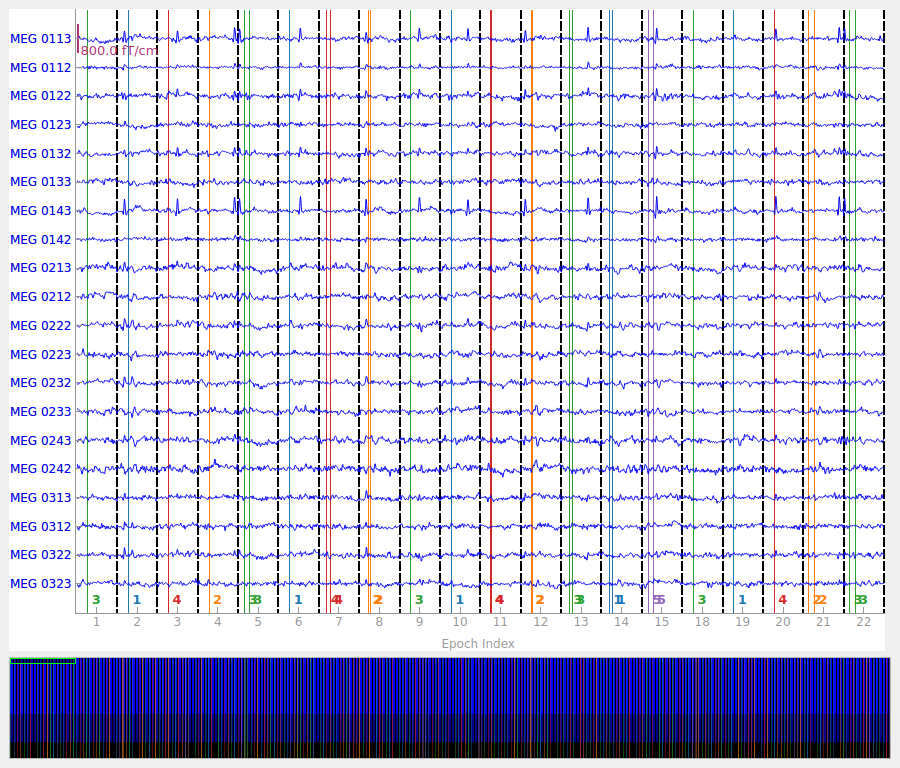 MEG 0113
800.0 fT/cm
MEG 0112
MEG 0122
MEG 0123
MEG 0132
MEG 0133
MEG 0143
MEG 0142
MEG 0213
MEG 0212
MEG 0222
MEG 0223
MEG 0232
MEG 0233
MEG 0243
MEG 0242
MEG 0313
MEG 0312
MEG 0322
MEG 0323
3 1 4 2 33 1 44 22 3 1 44 22 33 11 55 3 1 4 22 33
1 2 3 4 5 6 7 8 9 10 11 12 13 14 15 18 19 20 21 22
Epoch Index